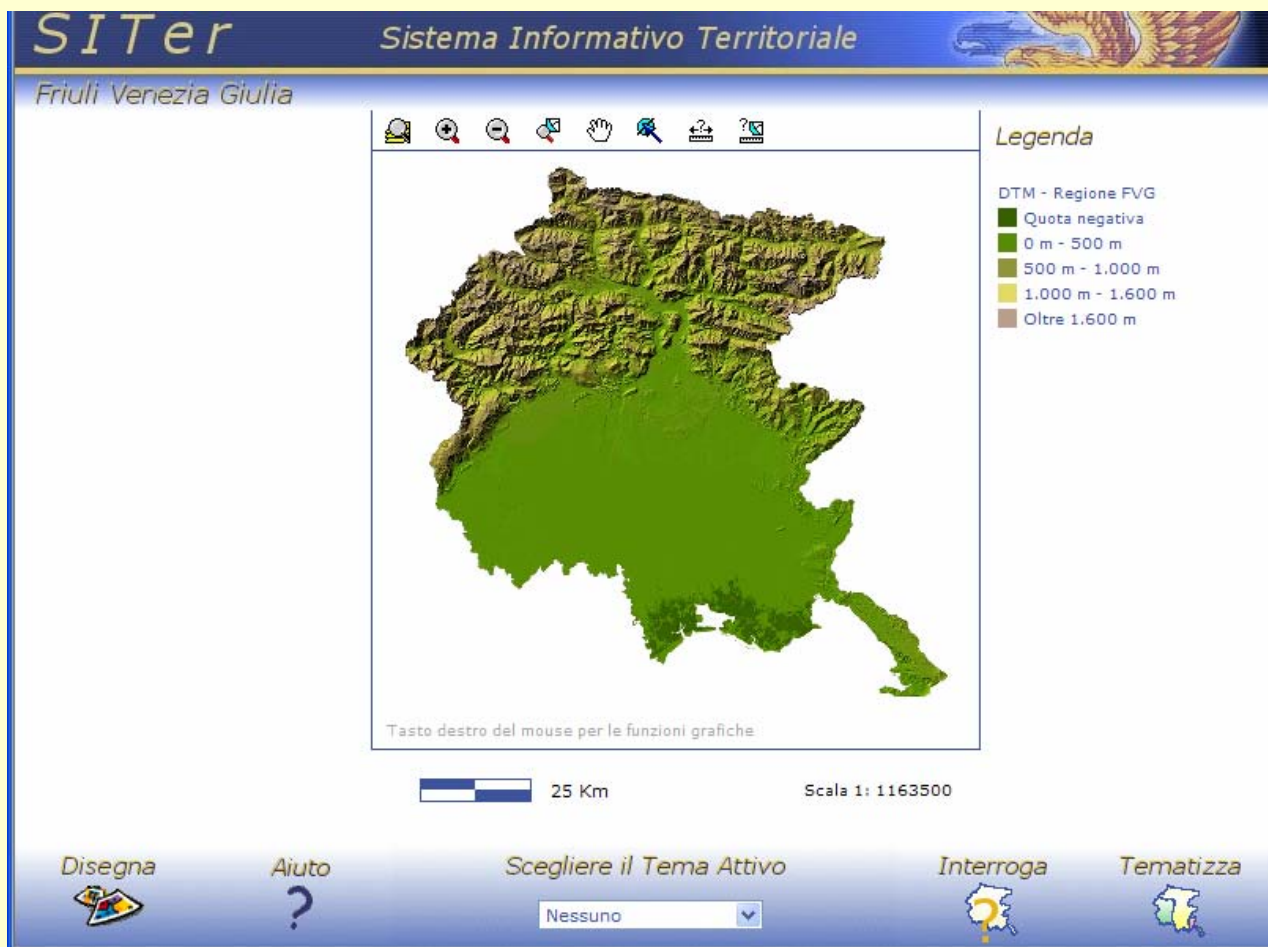 SITer
Sistema Informativo Territoriale
Friuli Venezia Giulia
Legenda
DTM - Regione FVG
Quota negativa
0 m - 500 m
500 m - 1.000 m
1.000 m - 1.600 m
Oltre 1.600 m
Tasto destro del mouse per le funzioni grafiche
25 Km
Scala 1: 1163500
Disegna
Aiuto
Scegliere il Tema Attivo
Interroga
Tematizza
Nessuno